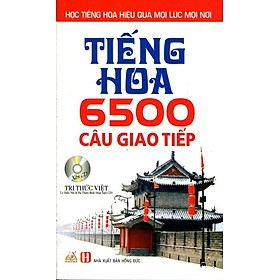 HỌC TIẾNG HOA HIỆU QUẢ MỌI LÚC MỌI NƠI
TIẾNG
HOA
6500
CÂU GIAO TIẾP
TRI THỨC VIỆT
NHÀ XUẤT BẢN HỒNG ĐỨC